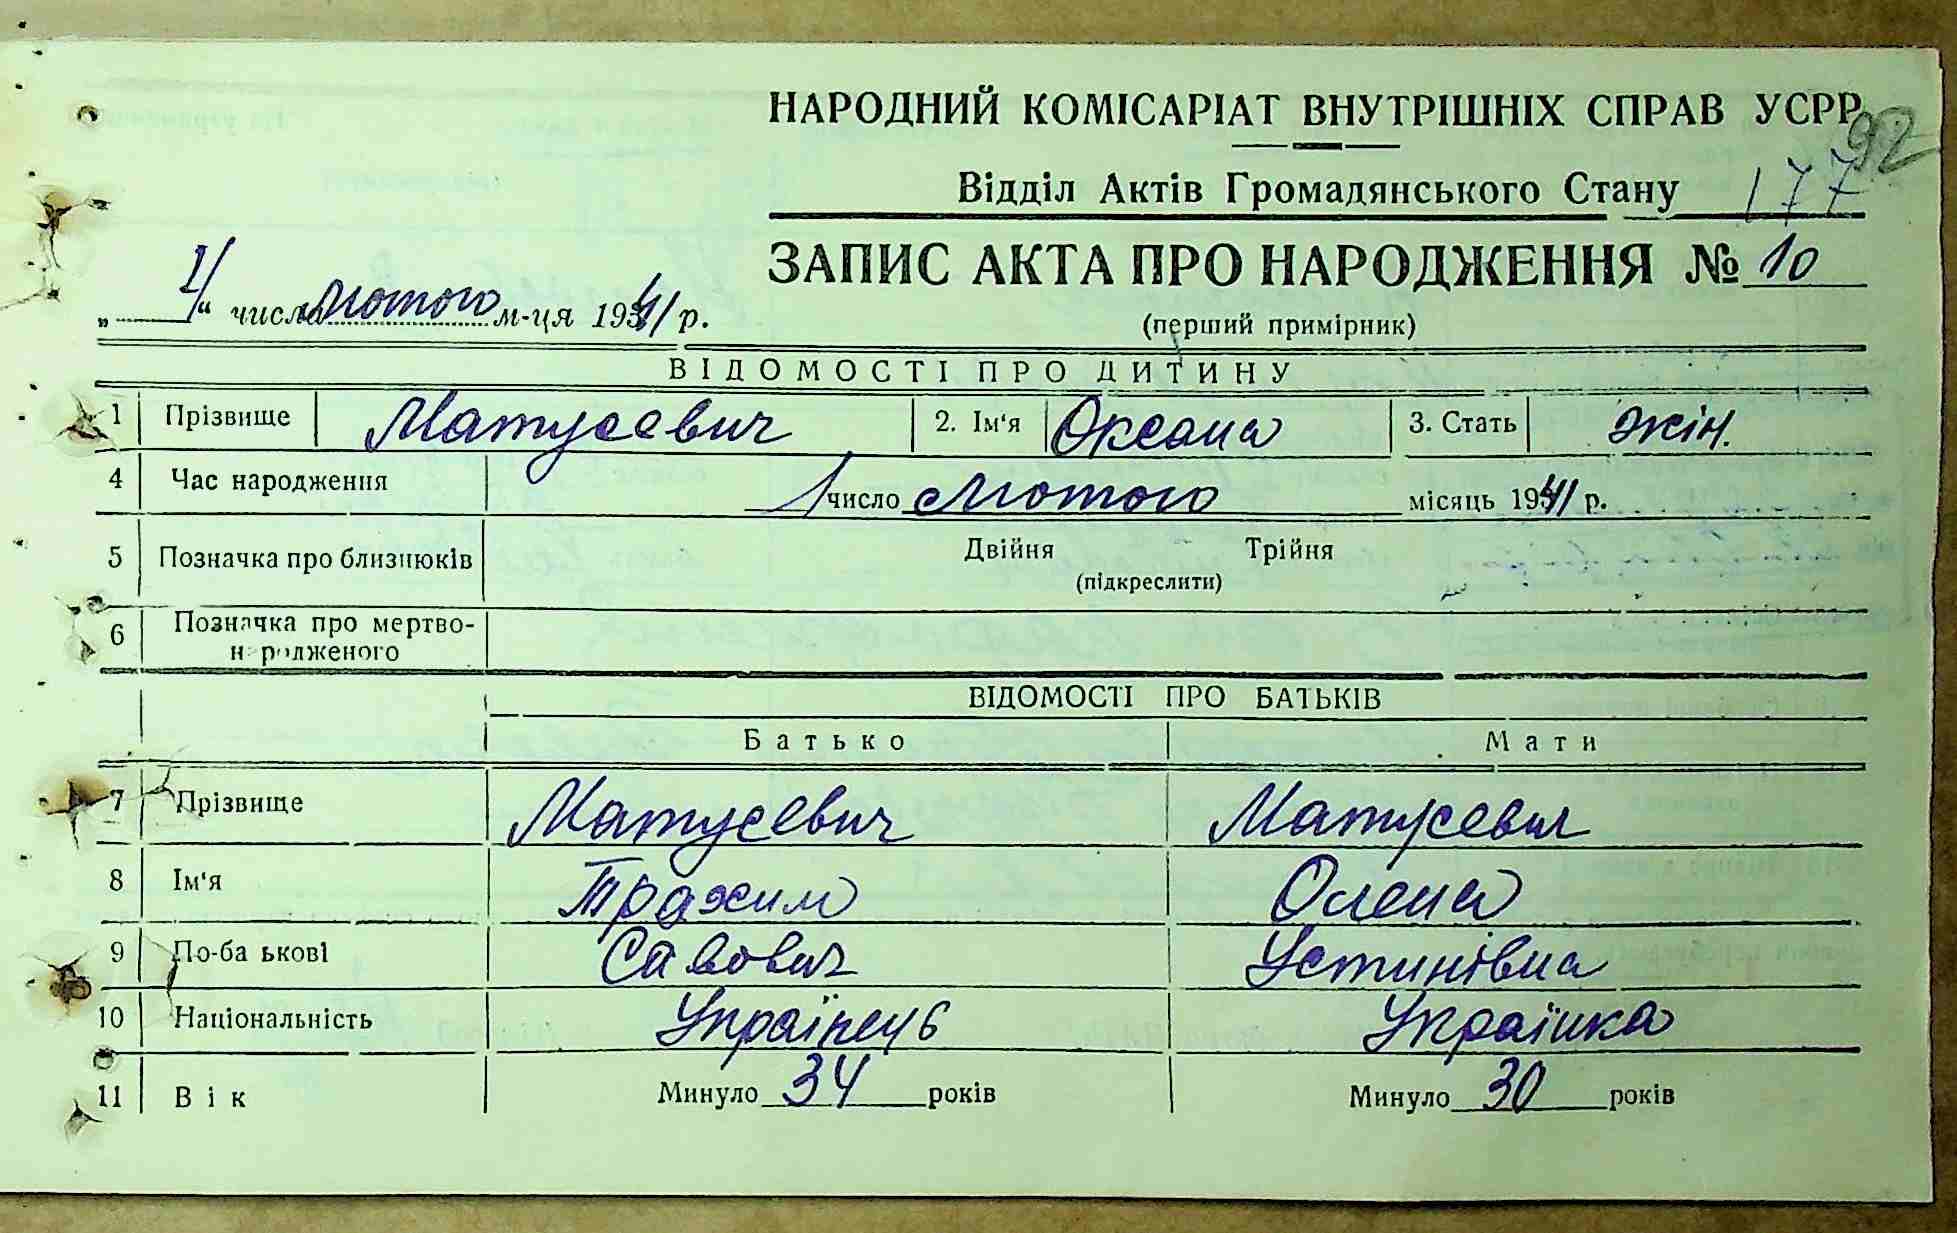 НАРОДНИЙ КОМІСАРІАТ ВНУТРІШНІХ СПРАВ УСРР
92
Відділ Актів Громадянського Стану 177
ЗАПИС АКТА ПРО НАРОДЖЕННЯ № 10
„ “ числа лютого м-ця 1941 р.
(перший примірник)
ВІДОМОСТІ ПРО ДИТИНУ
1 Прізвище Матусевич 2. Ім‘я Оксана 3. Стать жін.
4 Час народження 1 число лютого місяць 1941 р.
5 Позначка про близнюків Двійня Трійня
(підкреслити)
6 Позначка про мертво-
народженого
ВІДОМОСТІ ПРО БАТЬКІВ
Батько Мати
7 Прізвище Матусевич Матусевич
8 Ім‘я Трахим Олена
9 По-ба ькові Савович Устинівна
10 Національність Українець Українка
11 Вік Минуло 34 років Минуло 30 років